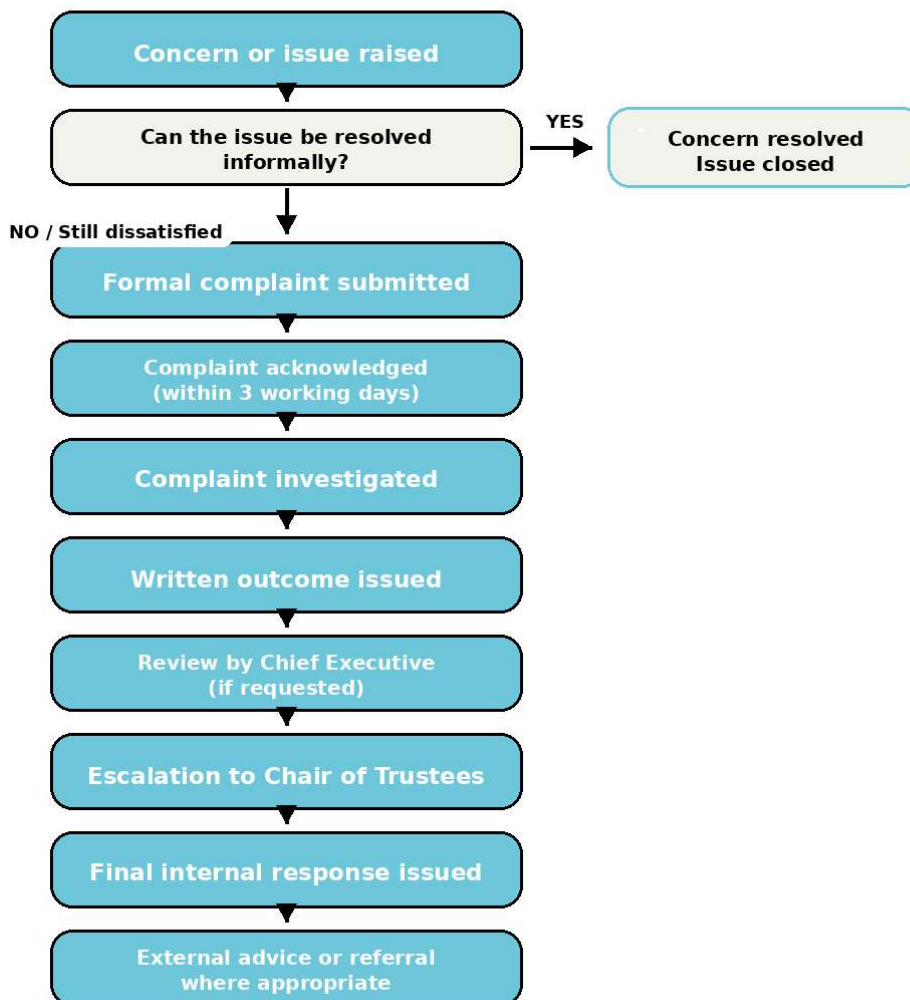 Concern or issue raised
Can the issue be resolved
informally?
YES
Concern resolved
Issue closed
NO / Still dissatisfied
Formal complaint submitted
Complaint acknowledged
(within 3 working days)
Complaint investigated
Written outcome issued
Review by Chief Executive
(if requested)
Escalation to Chair of Trustees
Final internal response issued
External advice or referral
where appropriate